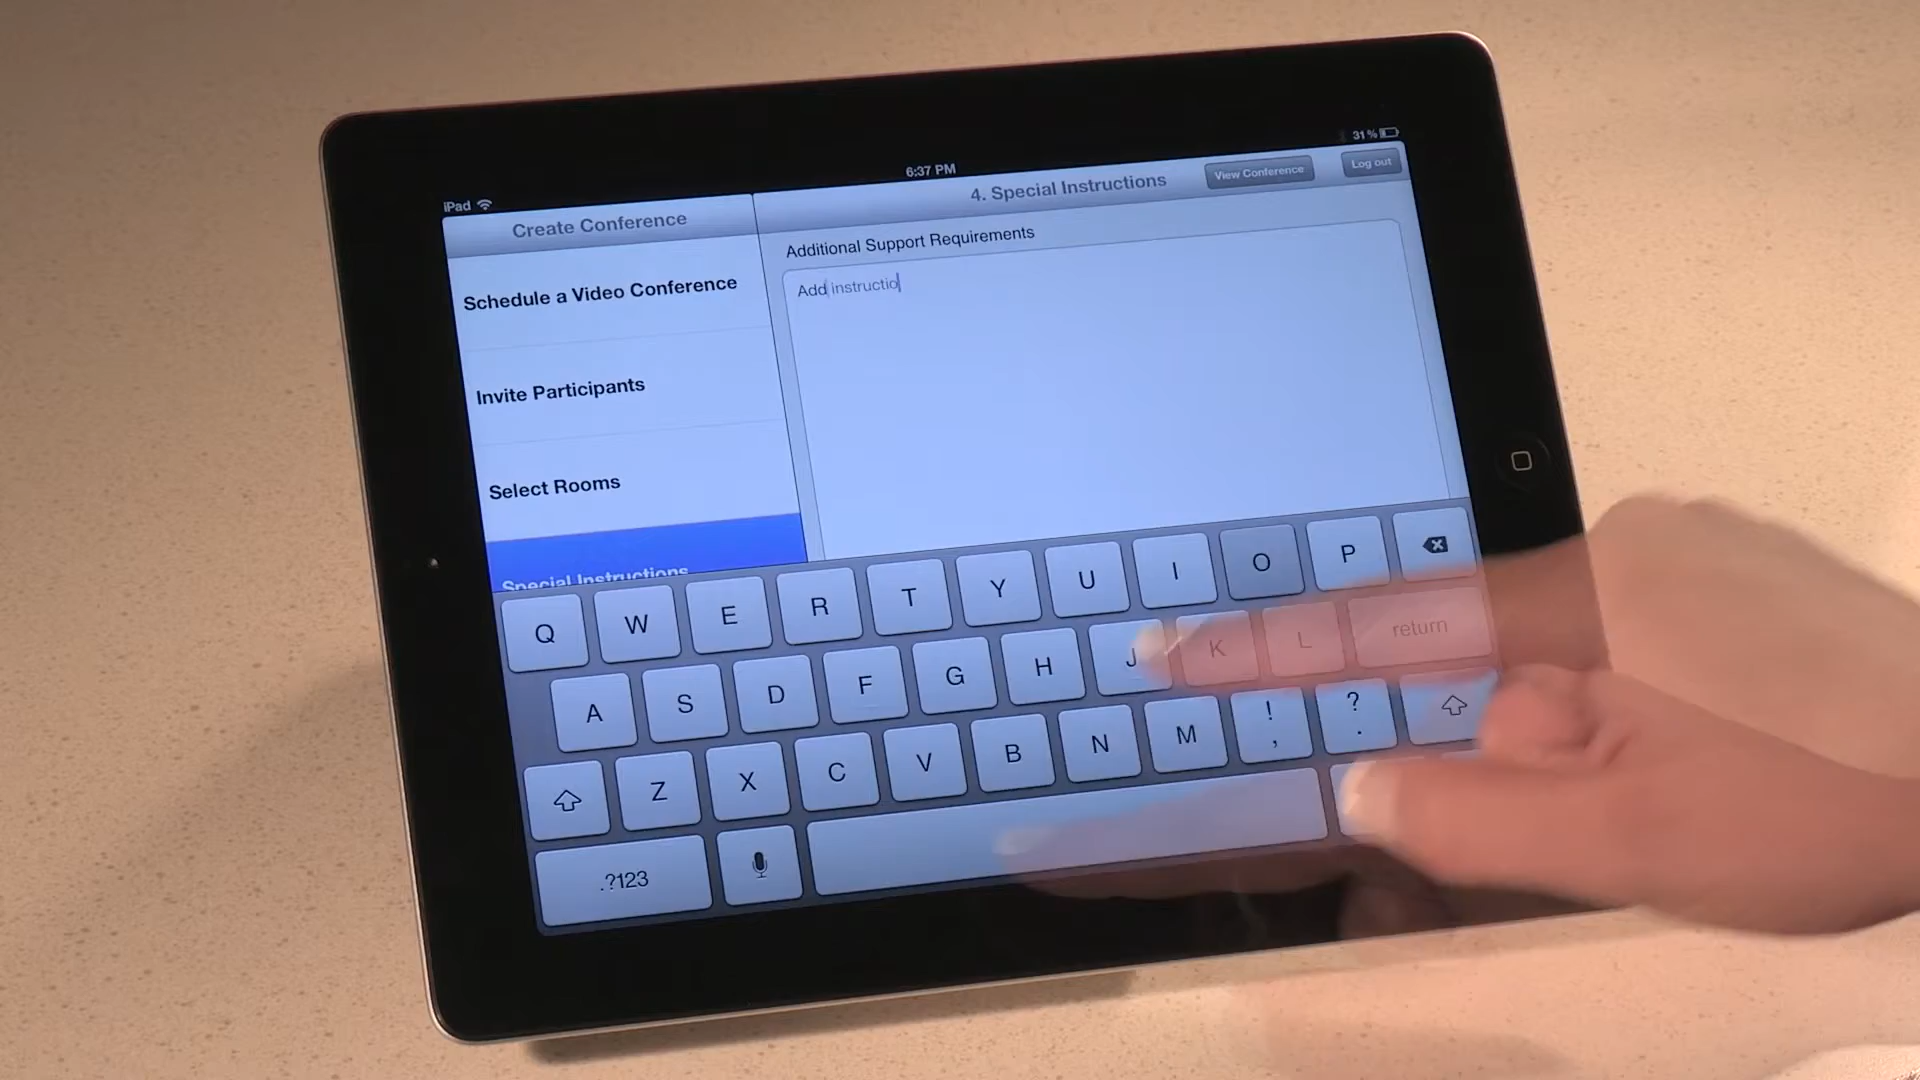 31%
6:37 PM
iPad
Create Conference
4. Special Instructions
View Conference
Log out
Additional Support Requirements
Add instructio
Schedule a Video Conference
Invite Participants
Select Rooms
Special Instructions
Q W E R T Y U I O P
A S D F G H J K L return
Z X C V B N M ! , ? .
.?123